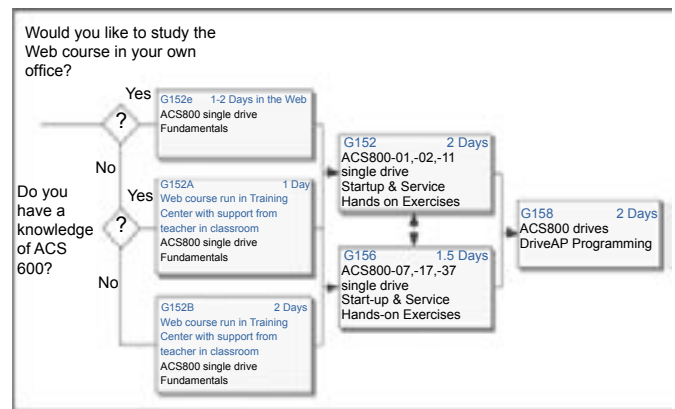 Would you like to study the
Web course in your own
office?
Yes
?
No
G152e 1-2 Days in the Web
ACS800 single drive
Fundamentals
Do you
have a
knowledge
of ACS
600?
Yes
?
No
G152A 1 Day
Web course run in Training
Center with support from
teacher in classroom
ACS800 single drive
Fundamentals
G152B 2 Days
Web course run in Training
Center with support from
teacher in classroom
ACS800 single drive
Fundamentals
G152 2 Days
ACS800-01,-02,-11
single drive
Startup & Service
Hands on Exercises
G156 1.5 Days
ACS800-07,-17,-37
single drive
Start-up & Service
Hands-on Exercises
G158 2 Days
ACS800 drives
DriveAP Programming